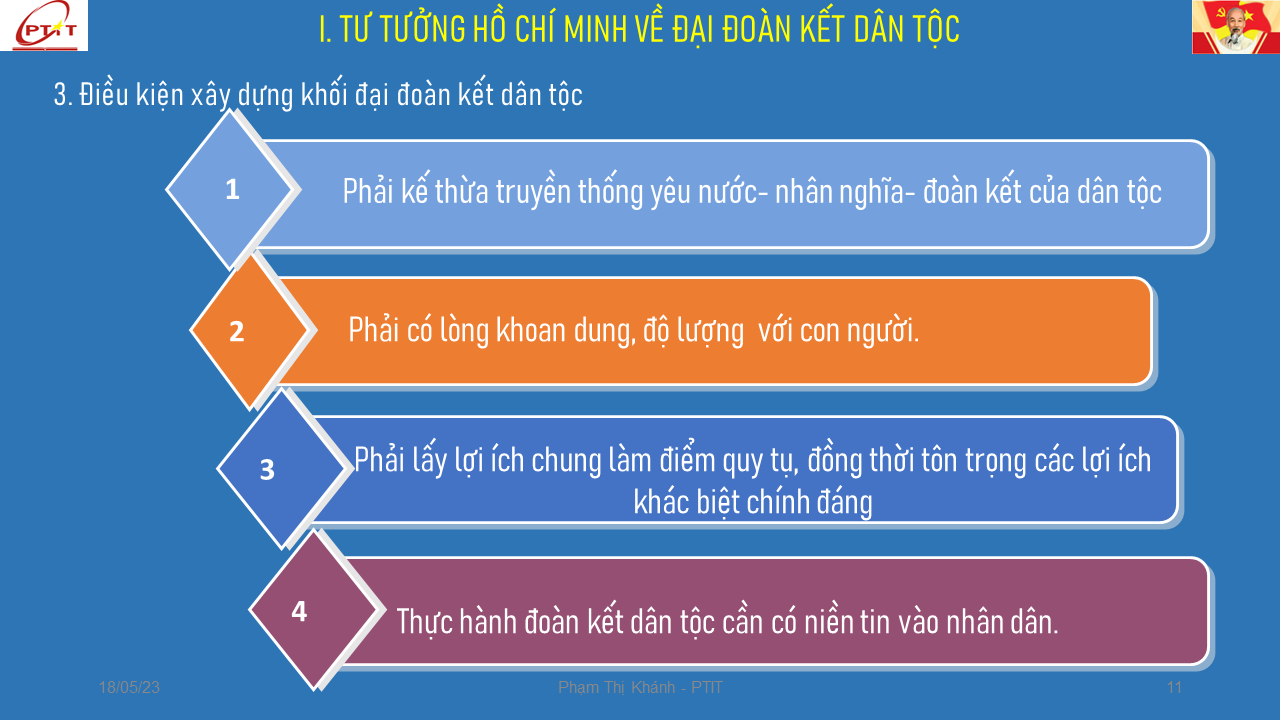 PTIT
I. TƯ TƯỞNG HỒ CHÍ MINH VỀ ĐẠI ĐOÀN KẾT DÂN TỘC
3. Điều kiện xây dựng khối đại đoàn kết dân tộc
1
Phải kế thừa truyền thống yêu nước- nhân nghĩa- đoàn kết của dân tộc
2
Phải có lòng khoan dung, độ lượng với con người.
3
Phải lấy lợi ích chung làm điểm quy tụ, đồng thời tôn trọng các lợi ích
khác biệt chính đáng
4
Thực hành đoàn kết dân tộc cần có niền tin vào nhân dân.
18/05/23
Phạm Thị Khánh - PTIT
11